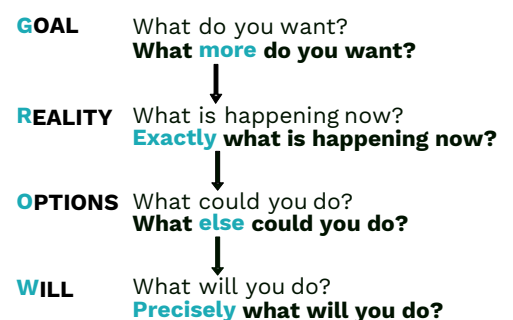 GOAL What do you want?
What more do you want?
REALITY What is happening now?
Exactly what is happening now?
OPTIONS What could you do?
What else could you do?
WILL What will you do?
Precisely what will you do?